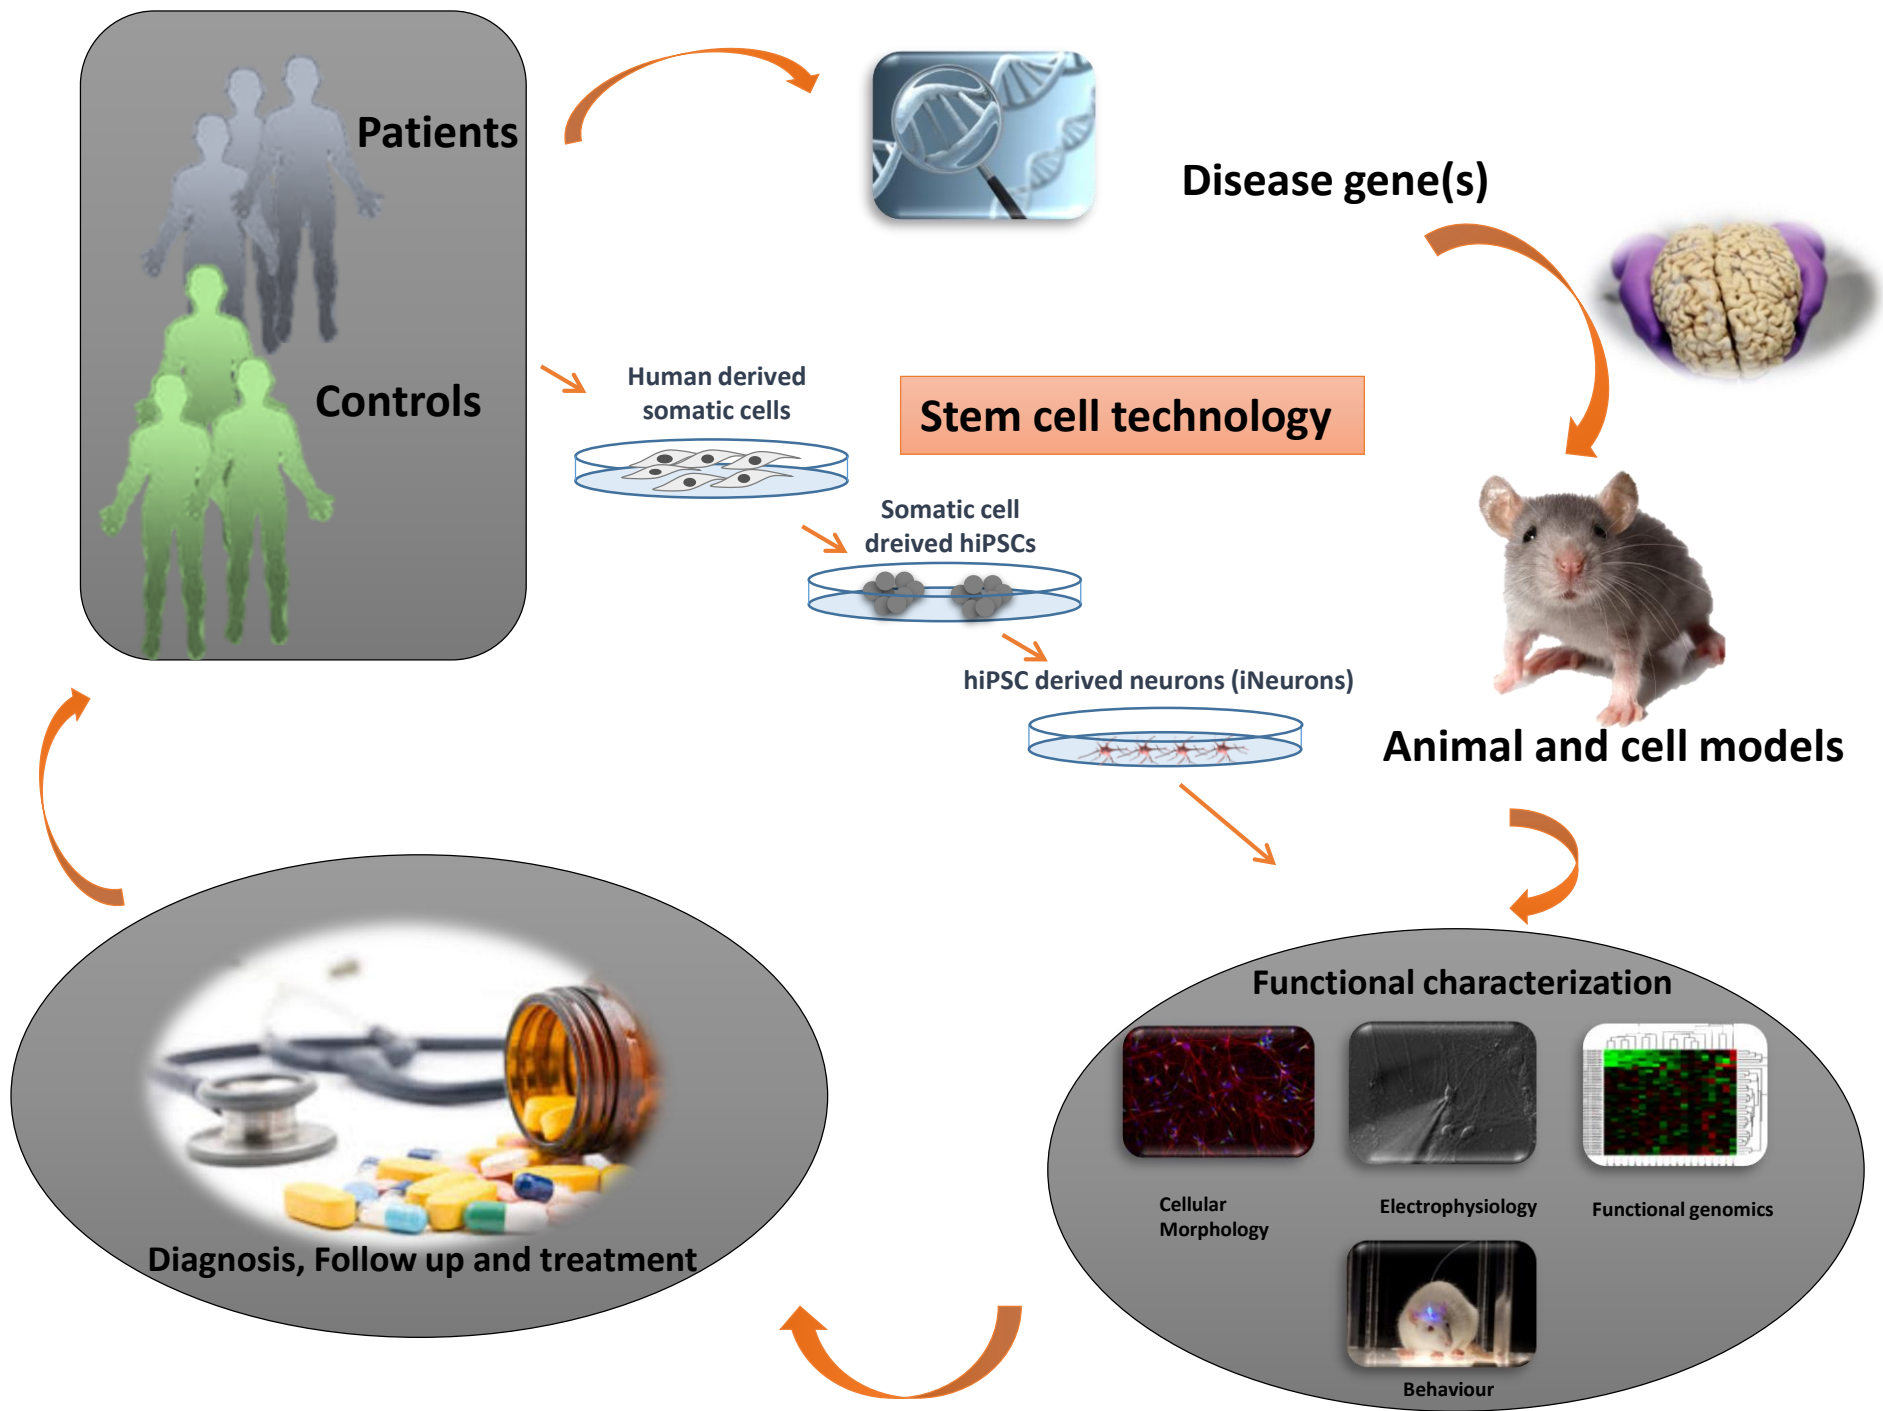 Patients
Controls
Disease gene(s)
Human derived
somatic cells
Stem cell technology
Somatic cell
dreived hiPSCs
hiPSC derived neurons (iNeurons)
Animal and cell models
Functional characterization
Cellular
Morphology
Electrophysiology
Functional genomics
Behaviour
Diagnosis, Follow up and treatment